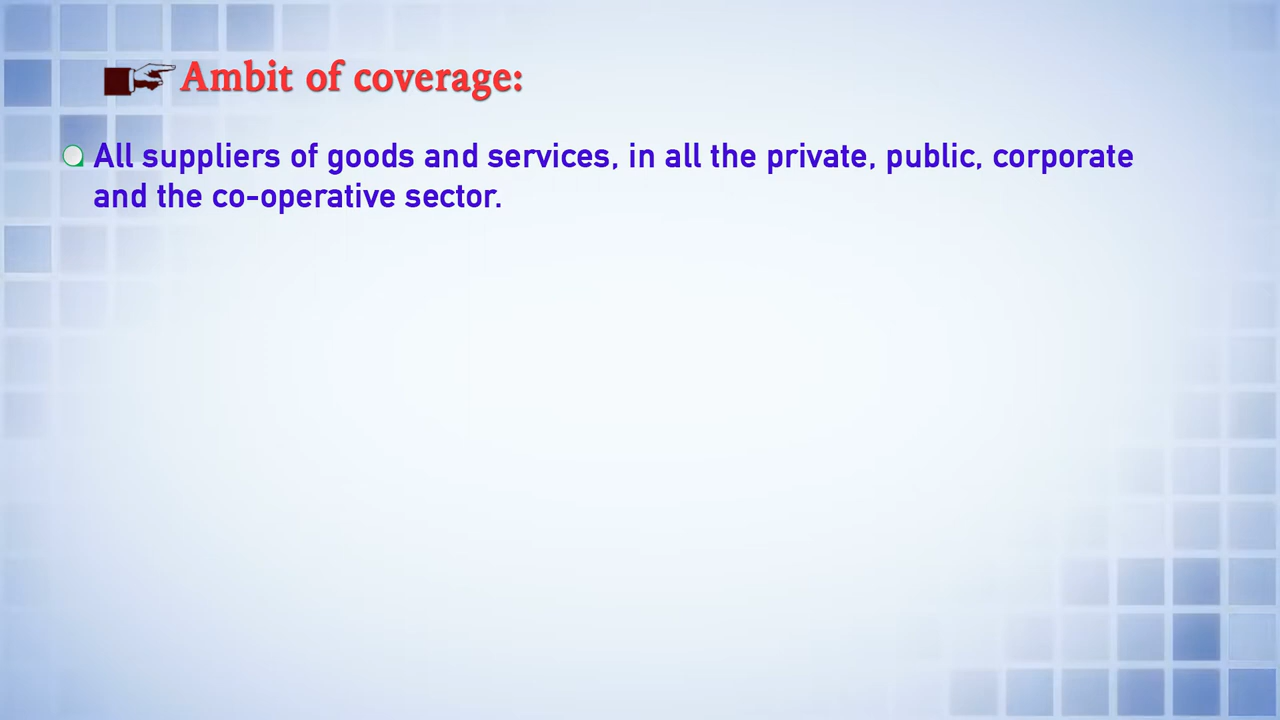 Ambit of coverage:
All suppliers of goods and services, in all the private, public, corporate
and the co-operative sector.